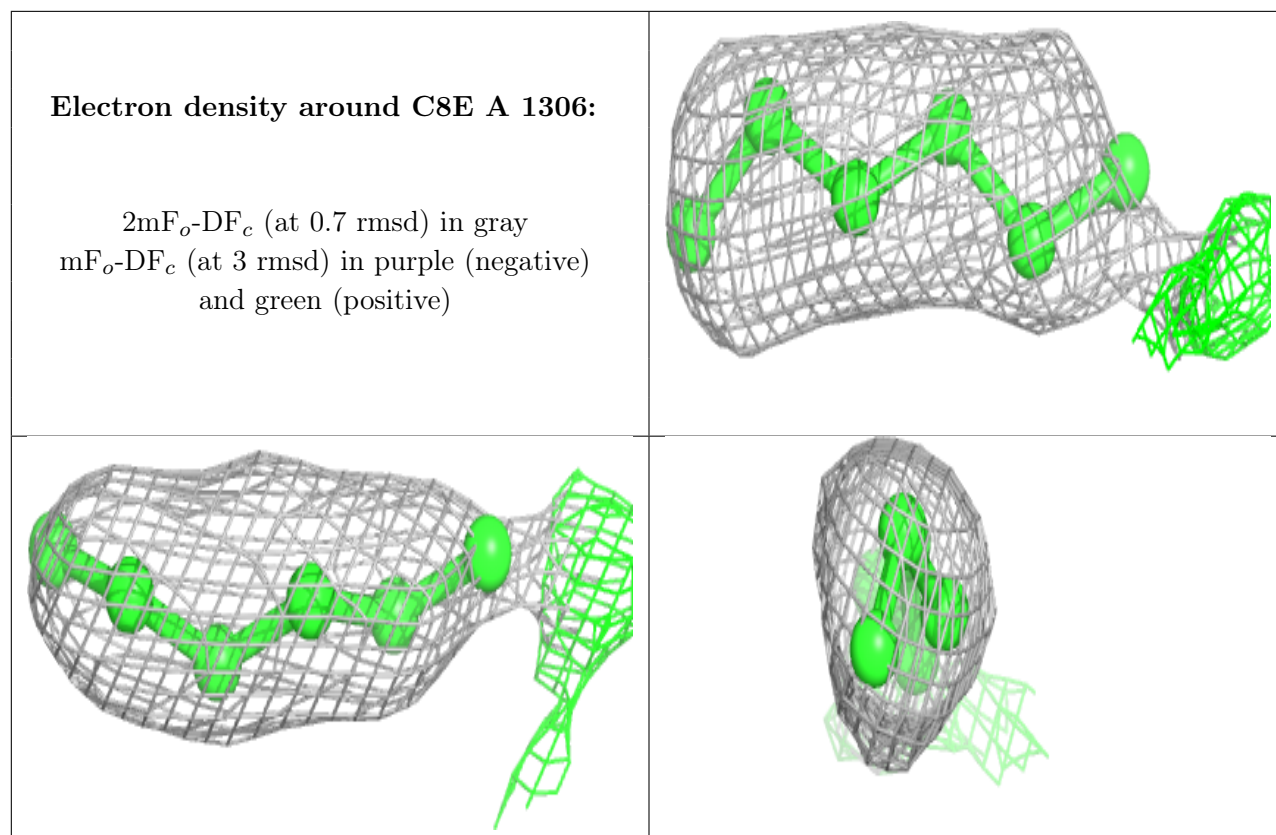 Electron density around C8E A 1306:
2mFo-DFc (at 0.7 rmsd) in gray
mFo-DFc (at 3 rmsd) in purple (negative)
and green (positive)